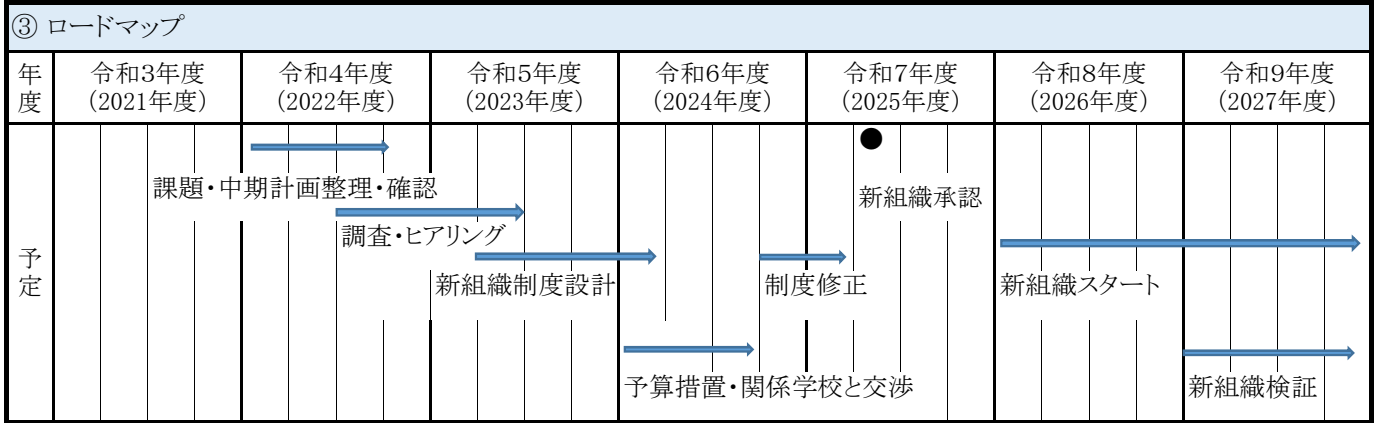 ③ ロードマップ
年度
令和3年度
（2021年度）
令和4年度
（2022年度）
令和5年度
（2023年度）
令和6年度
（2024年度）
令和7年度
（2025年度）
令和8年度
（2026年度）
令和9年度
（2027年度）
予定
課題・中期計画整理・確認
調査・ヒアリング
新組織制度設計
予算措置・関係学校と交渉
制度修正
新組織承認
新組織スタート
新組織検証